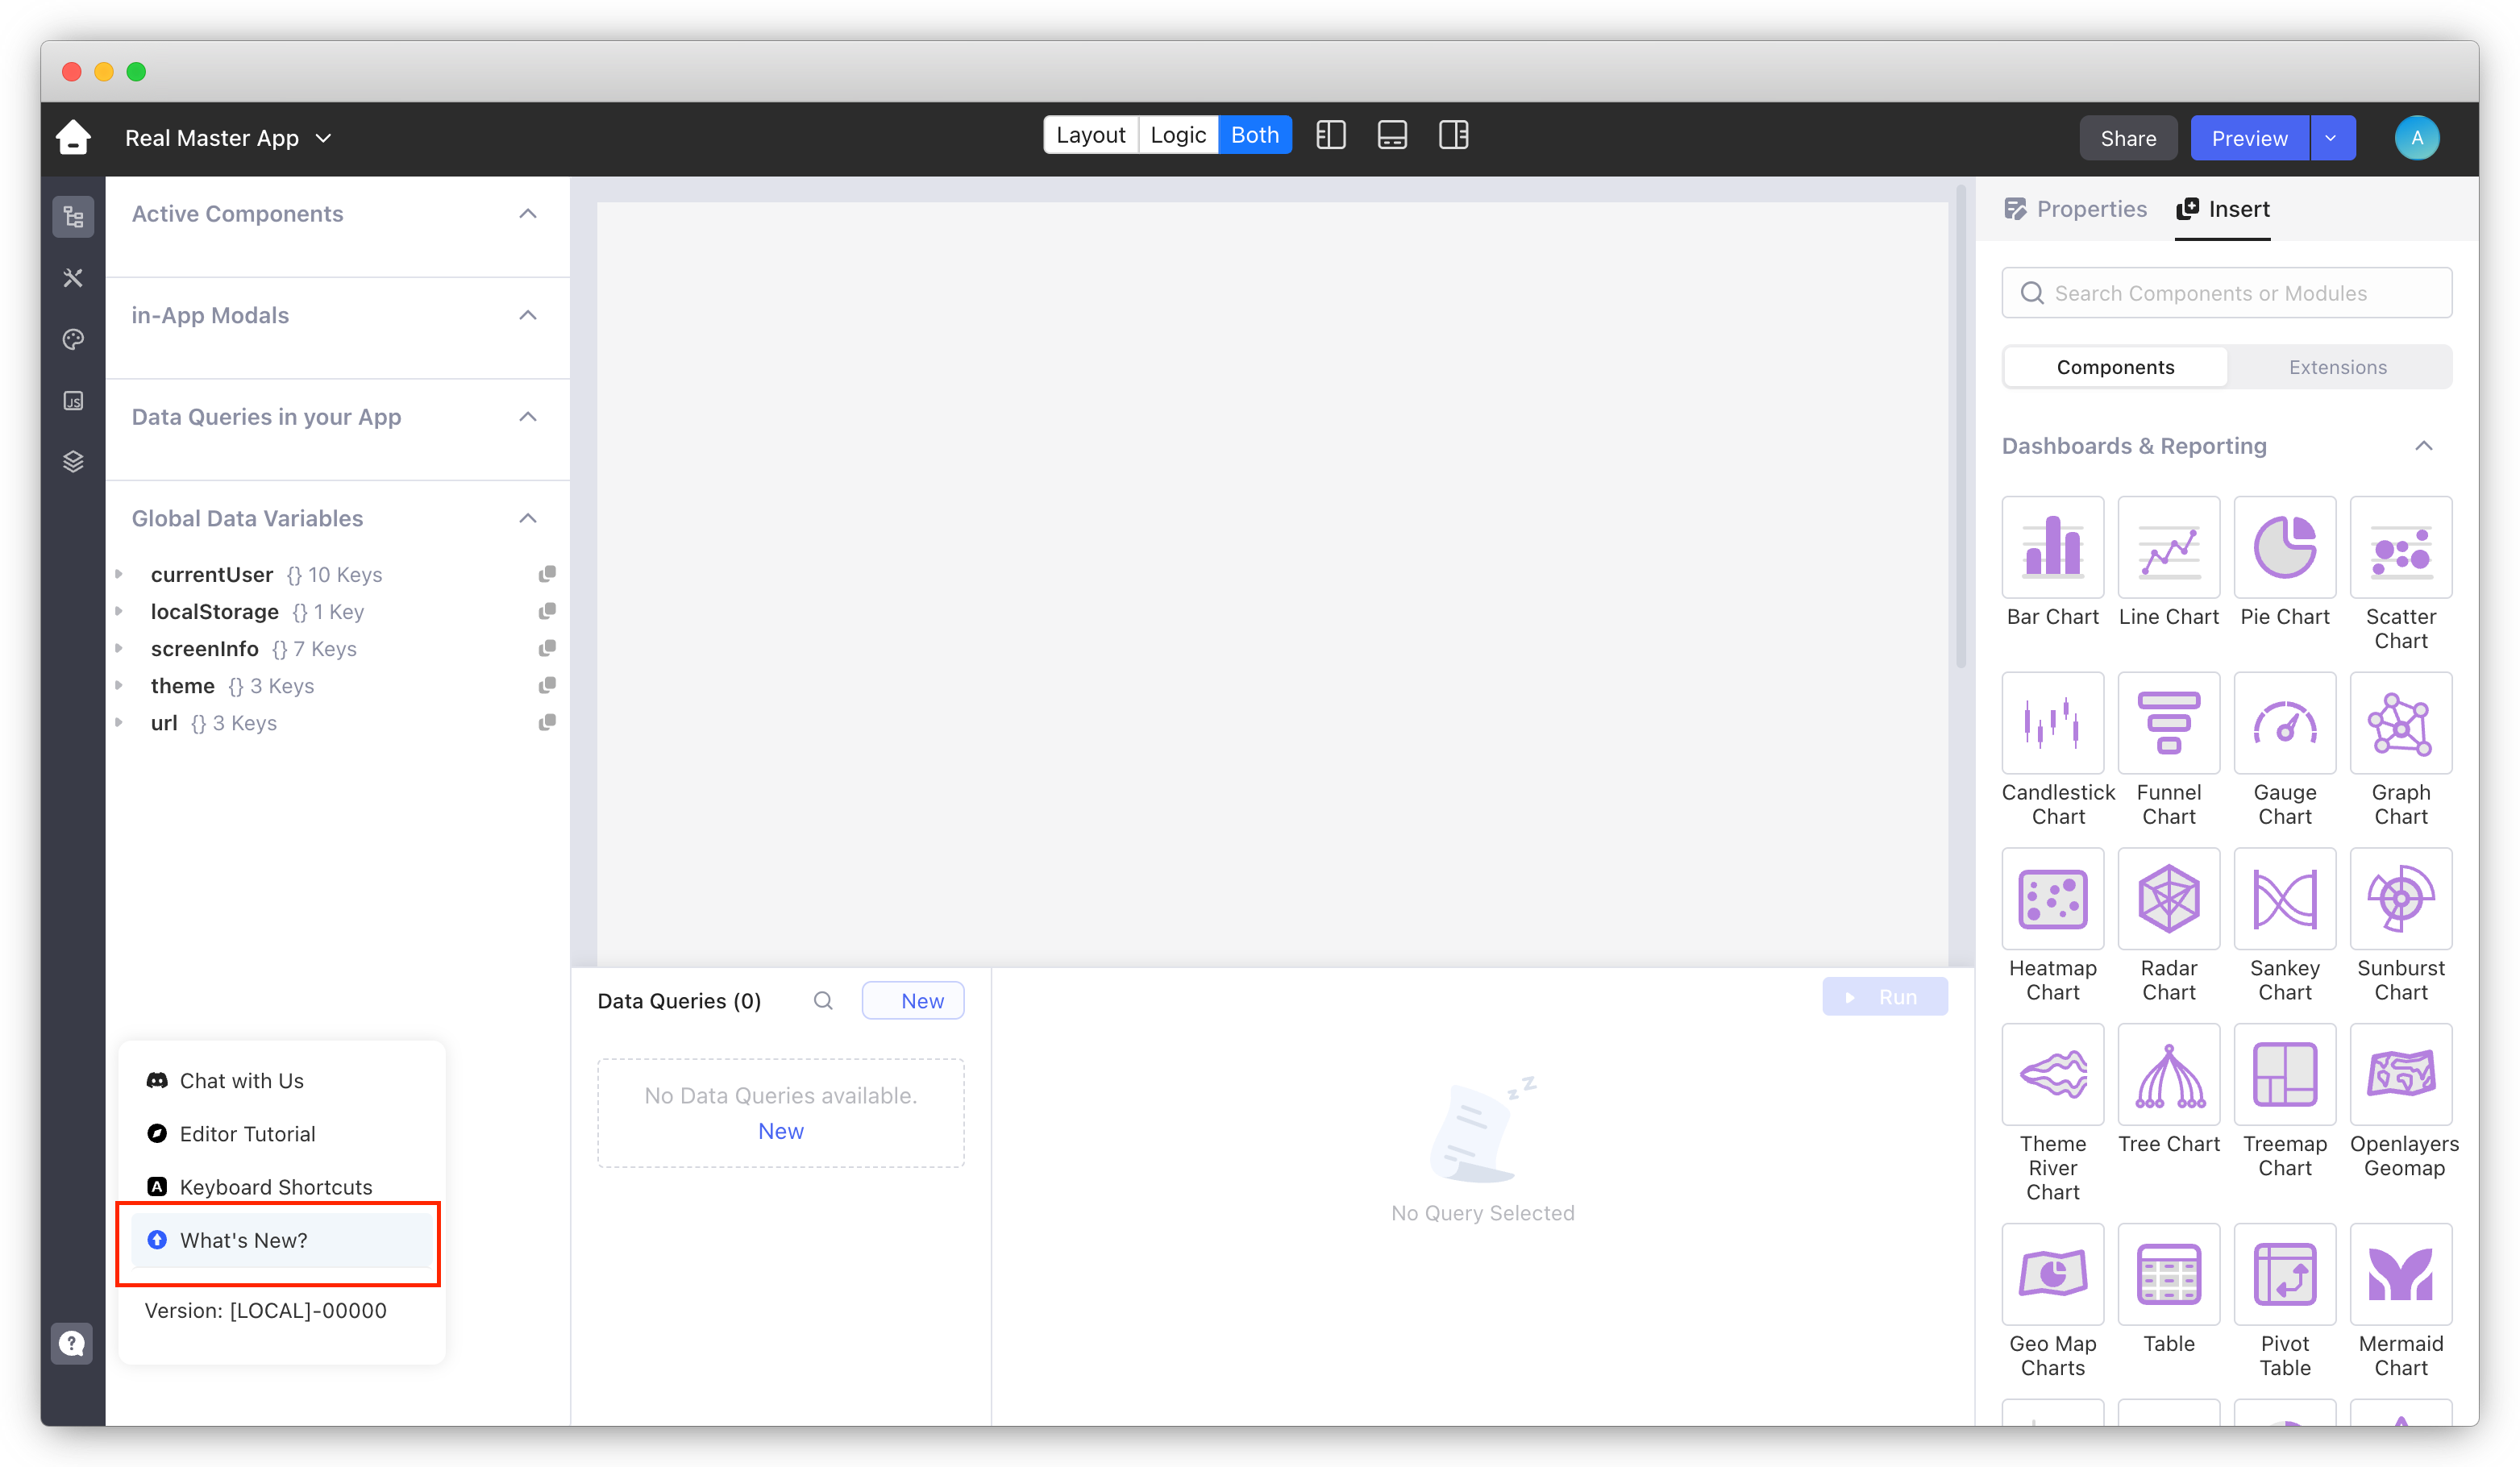 Real Master App
Layout
Logic
Both
Share
Preview
A
Active Components
in-App Modals
Data Queries in your App
Global Data Variables
currentUser {} 10 Keys
localStorage {} 1 Key
screenInfo {} 7 Keys
theme {} 3 Keys
url {} 3 Keys
JS
Chat with Us
Editor Tutorial
A
Keyboard Shortcuts
What's New?
Version: [LOCAL]-00000
?
Data Queries (0)
New
No Data Queries available.
New
Run
z z
No Query Selected
Properties
Insert
Search Components or Modules
Components
Extensions
Dashboards & Reporting
Bar Chart
Line Chart
Pie Chart
Scatter
Chart
Candlestick
Chart
Funnel
Chart
Gauge
Chart
Graph
Chart
Heatmap
Chart
Radar
Chart
Sankey
Chart
Sunburst
Chart
Theme
River
Chart
Tree Chart
Treemap
Chart
Openlayers
Geomap
Geo Map
Charts
Table
Pivot
Table
Mermaid
Chart